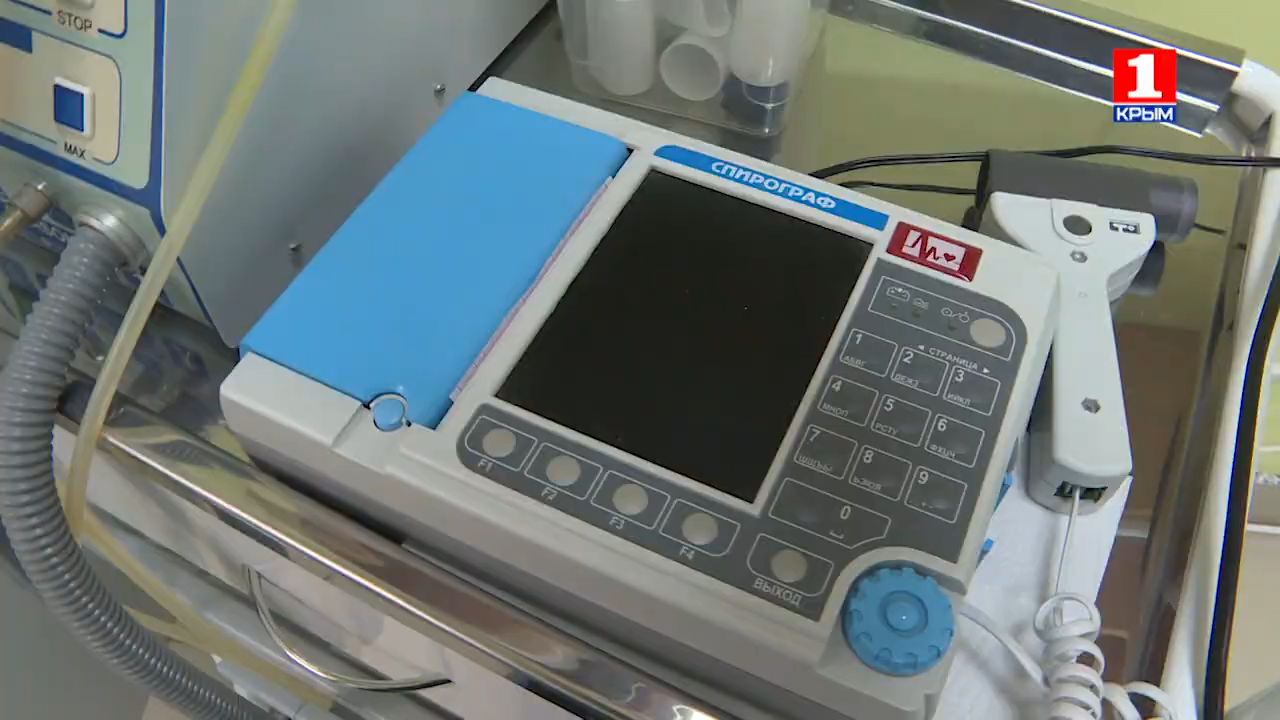 STOP
MAX
1
КРЫМ
СПИРОГРАФ
◄ СТРАНИЦА ►
1
АБВГ
2
ДЕЖЗ
3
ИЙКЛ
4
МНОП
5
РСТУ
6
ФХЦЧ
7
ШЩЪЫ
8
ЬЭЮЯ
9
0
F1
F2
F3
F4
ВЫХОД